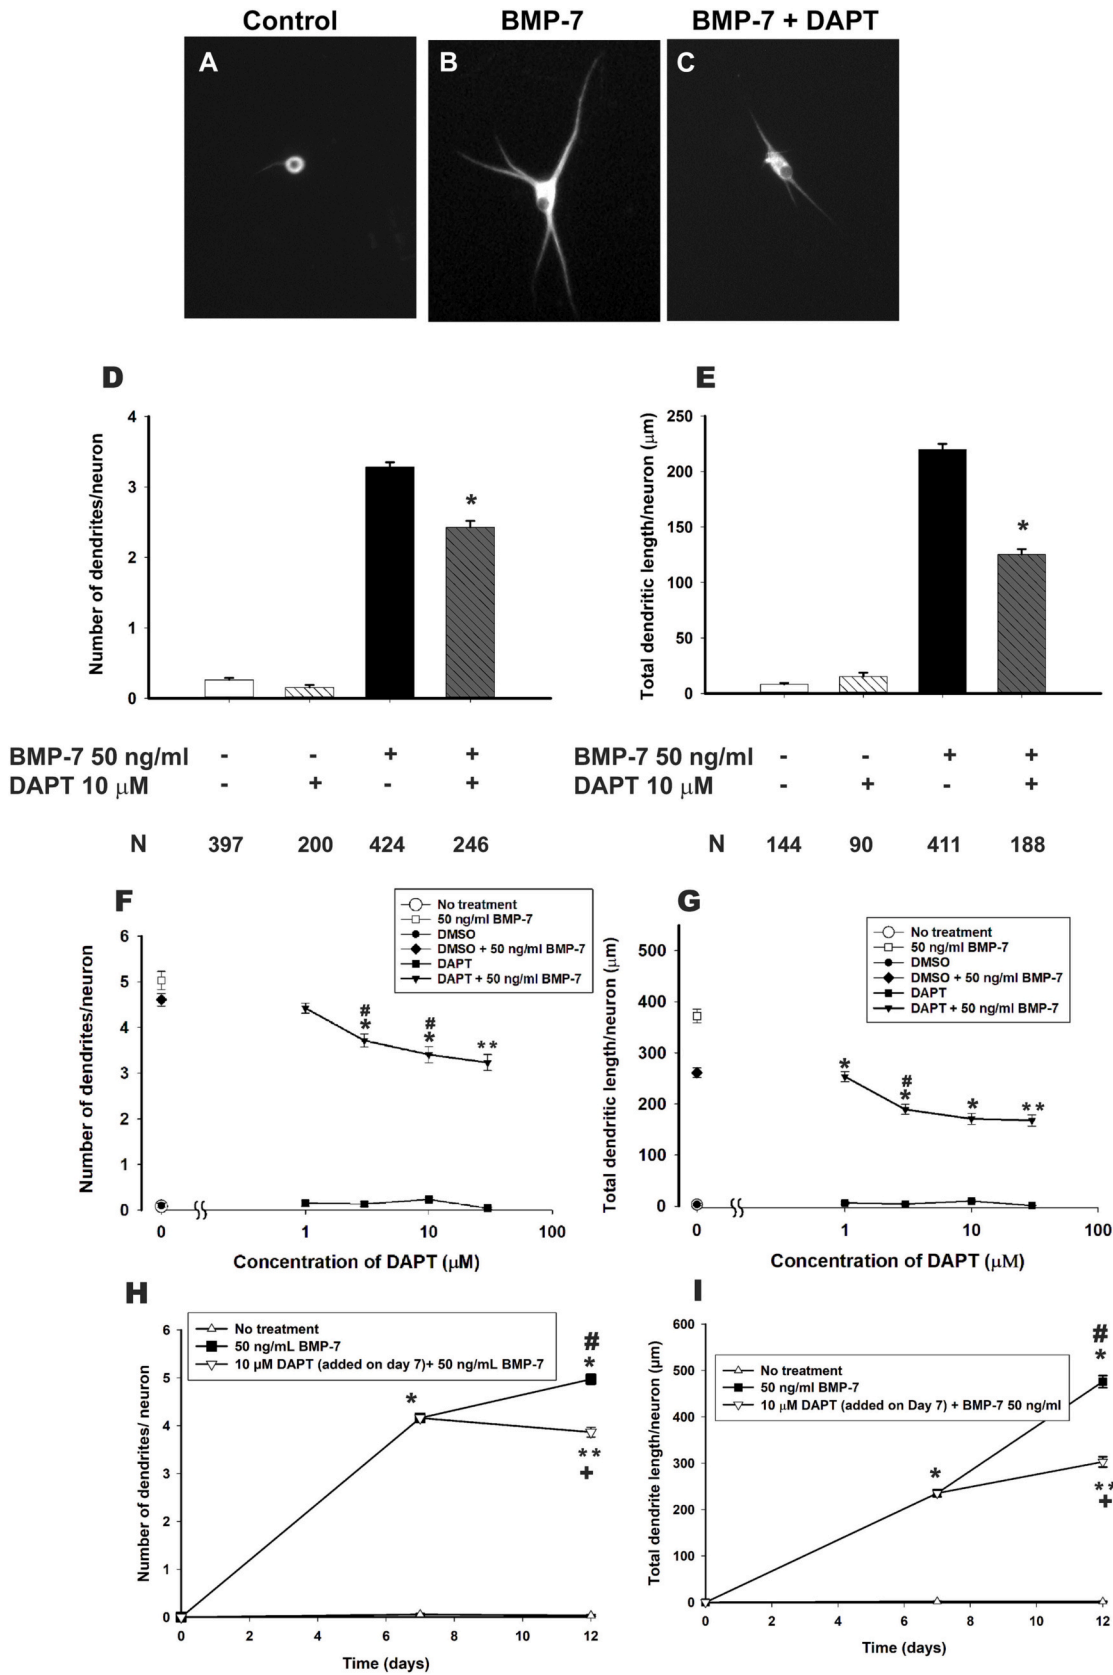 Control BMP-7 BMP-7 + DAPT
A B C
D
Number of dendrites/neuron
4
3
2
1
0
*
E
Total dendritic length/neuron (μm)
250
200
150
100
50
0
*
BMP-7 50 ng/ml - - + +
DAPT 10 μM - + - +
N 397 200 424 246
BMP-7 50 ng/ml - - + +
DAPT 10 μM - + - +
N 144 90 411 188
F
No treatment
50 ng/ml BMP-7
DMSO
DMSO + 50 ng/ml BMP-7
DAPT
DAPT + 50 ng/ml BMP-7
Number of dendrites/neuron
6
5
4
3
2
1
0
# #
* * **
0 1 10 100
Concentration of DAPT (μM)
G
No treatment
50 ng/ml BMP-7
DMSO
DMSO + 50 ng/ml BMP-7
DAPT
DAPT + 50 ng/ml BMP-7
Total dendritic length/neuron (μm)
500
400
300
200
100
0
#
* * * **
0 1 10 100
Concentration of DAPT (μM)
H
No treatment
50 ng/mL BMP-7
10 μM DAPT (added on day 7)+ 50 ng/mL BMP-7
Number of dendrites/ neuron
6
5
4
3
2
1
0
#
* *
**
+
0 2 4 6 8 10 12
Time (days)
I
No treatment
50 ng/ml BMP-7
10 μM DAPT (added on Day 7) + BMP-7 50 ng/ml
Total dendrite length/neuron (μm)
600
500
400
300
200
100
0
#
*
*
**
+
0 2 4 6 8 10 12
Time (days)